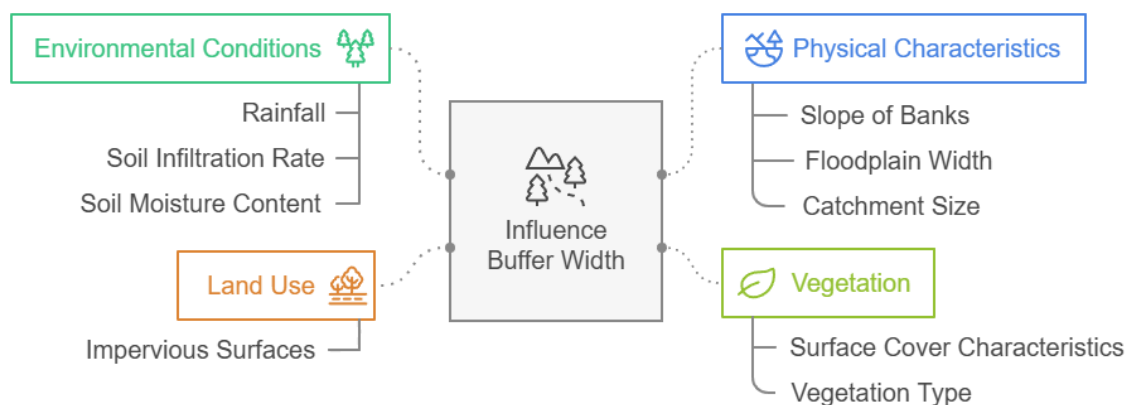 Environmental Conditions
Rainfall
Soil Infiltration Rate
Soil Moisture Content
Land Use
Impervious Surfaces
Influence
Buffer Width
Physical Characteristics
Slope of Banks
Floodplain Width
Catchment Size
Vegetation
Surface Cover Characteristics
Vegetation Type